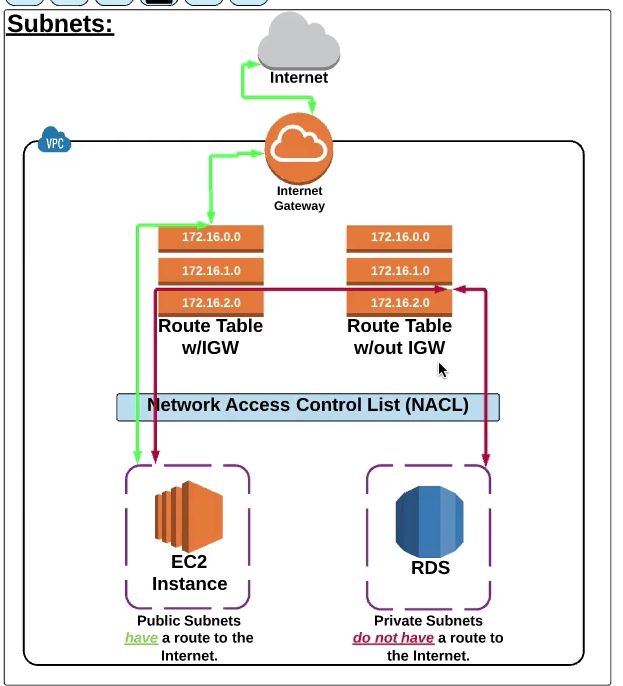 Subnets:
Internet
VPC
Internet
Gateway
172.16.0.0
172.16.1.0
172.16.2.0
Route Table
w/IGW
172.16.0.0
172.16.1.0
172.16.2.0
Route Table
w/out IGW
Network Access Control List (NACL)
EC2
Instance
RDS
Public Subnets
have a route to the
Internet.
Private Subnets
do not have a route to
the Internet.